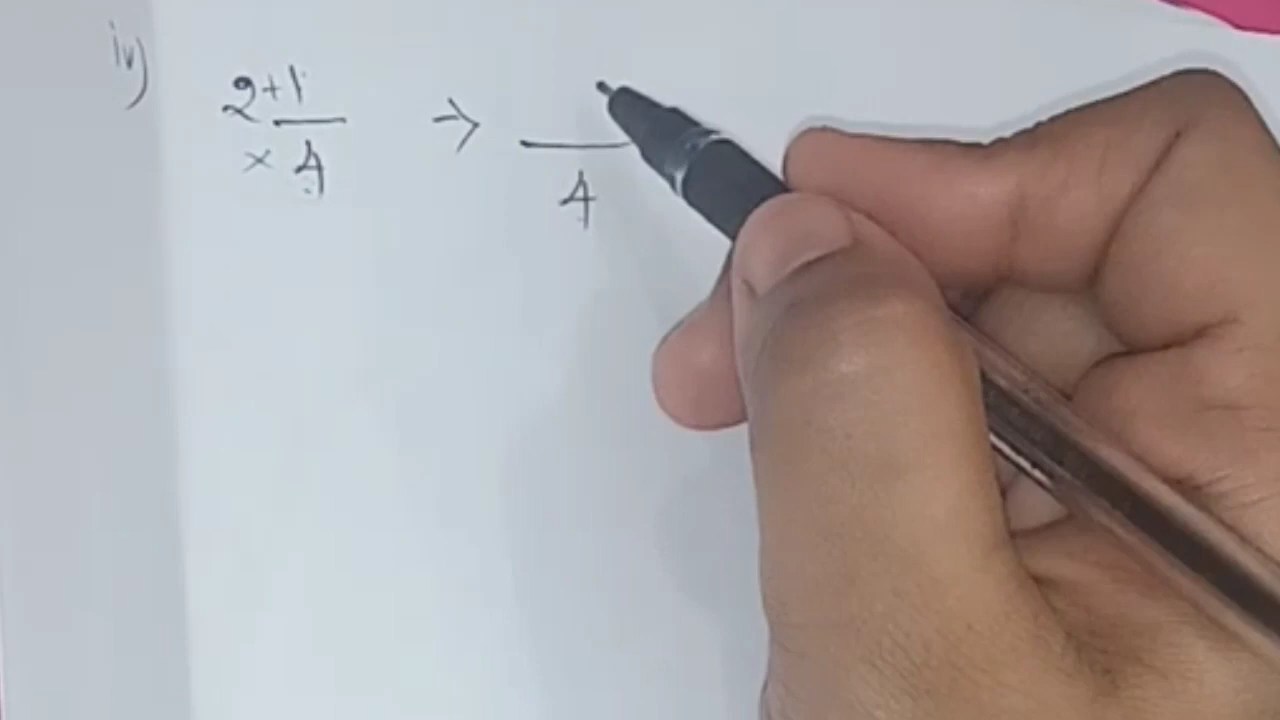 iv)
2+1 →
× 4 4